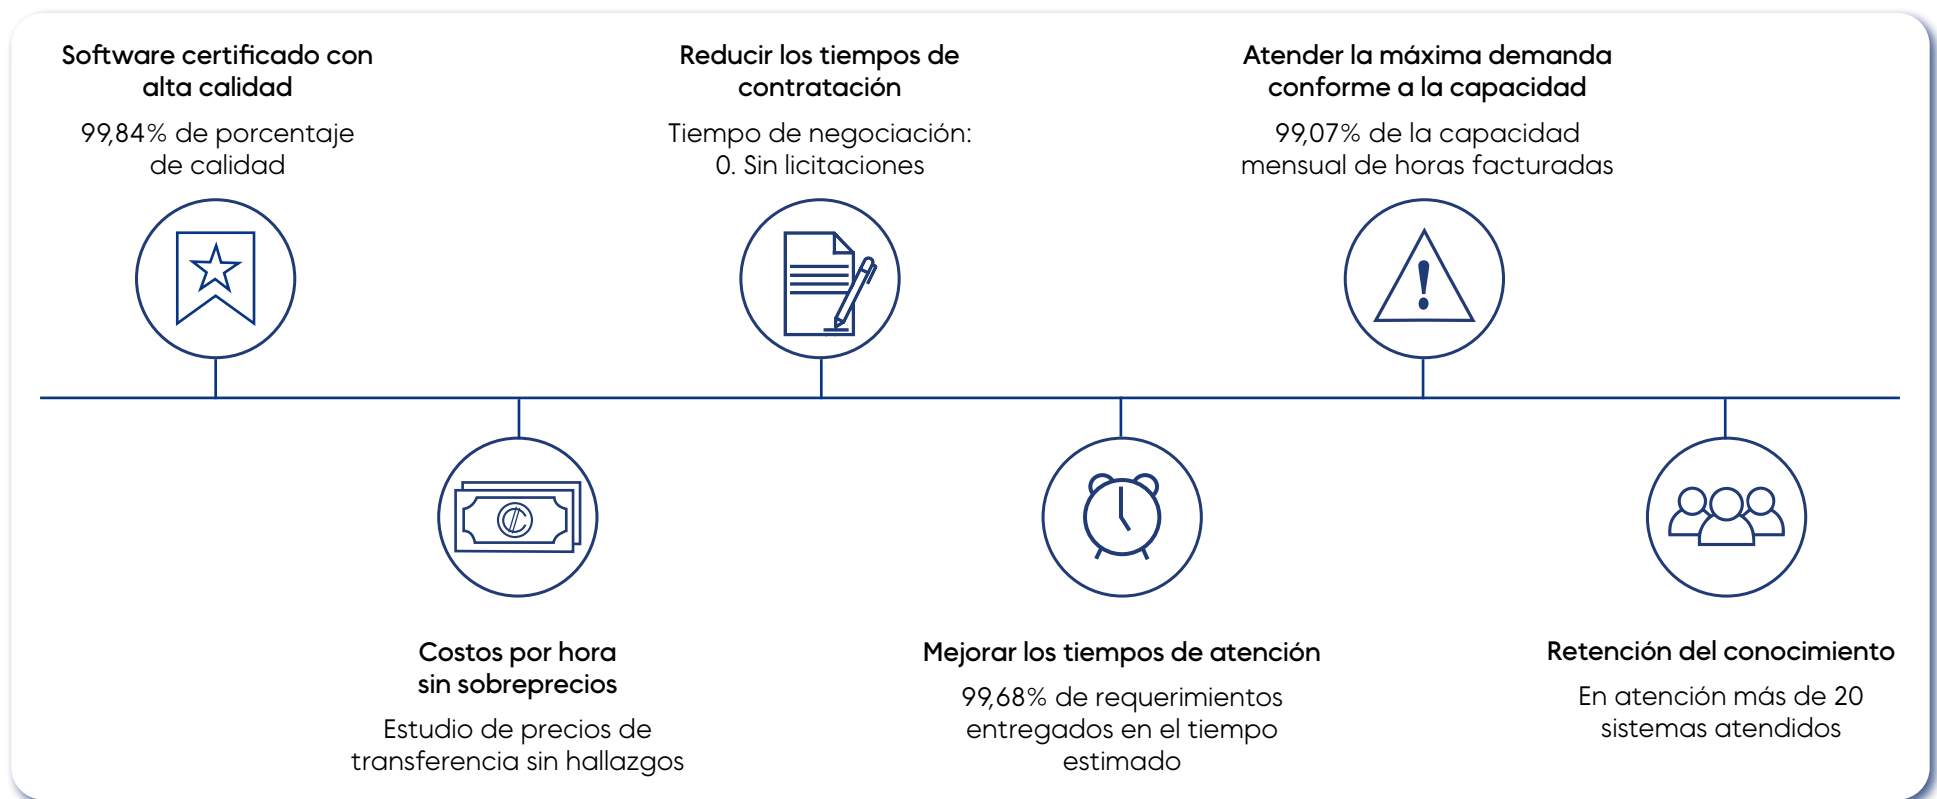 Software certificado con
alta calidad
99,84% de porcentaje
de calidad
Reducir los tiempos de
contratación
Tiempo de negociación:
0. Sin licitaciones
Atender la máxima demanda
conforme a la capacidad
99,07% de la capacidad
mensual de horas facturadas
Costos por hora
sin sobreprecios
Estudio de precios de
transferencia sin hallazgos
Mejorar los tiempos de atención
99,68% de requerimientos
entregados en el tiempo
estimado
Retención del conocimiento
En atención más de 20
sistemas atendidos